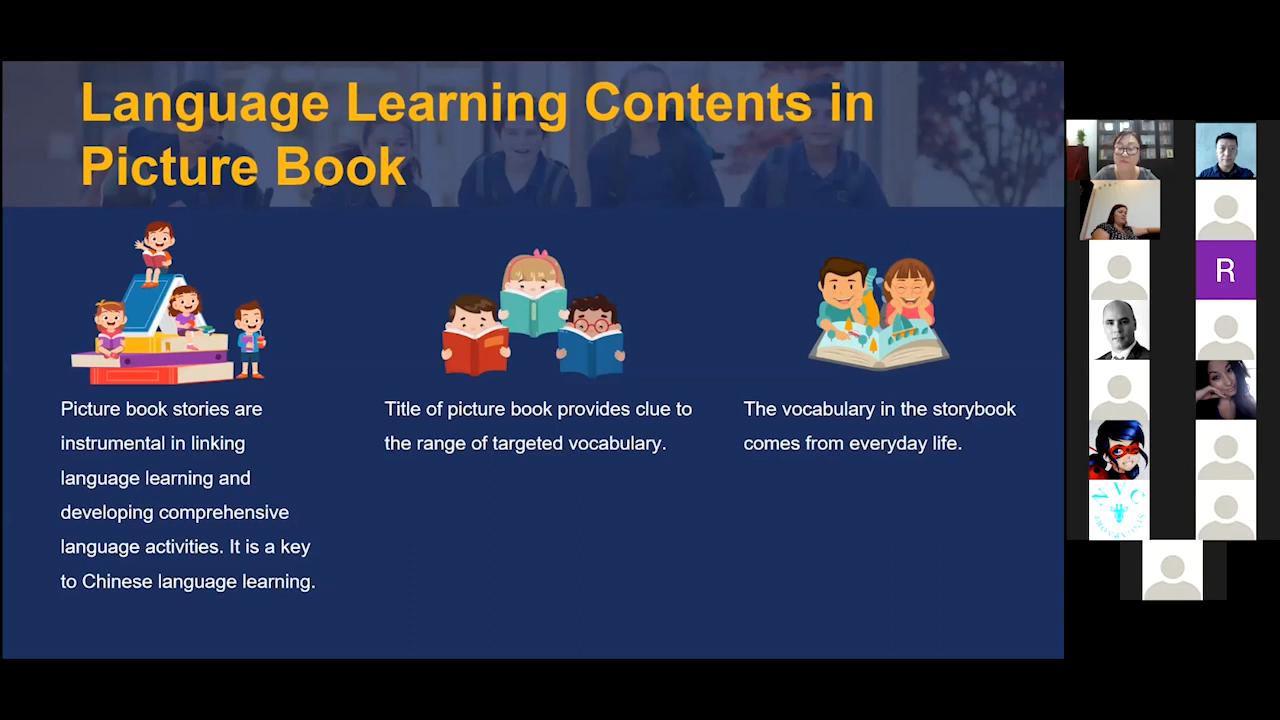 Language Learning Contents in
Picture Book
Picture book stories are
instrumental in linking
language learning and
developing comprehensive
language activities. It is a key
to Chinese language learning.
Title of picture book provides clue to
the range of targeted vocabulary.
The vocabulary in the storybook
comes from everyday life.
R
NVC